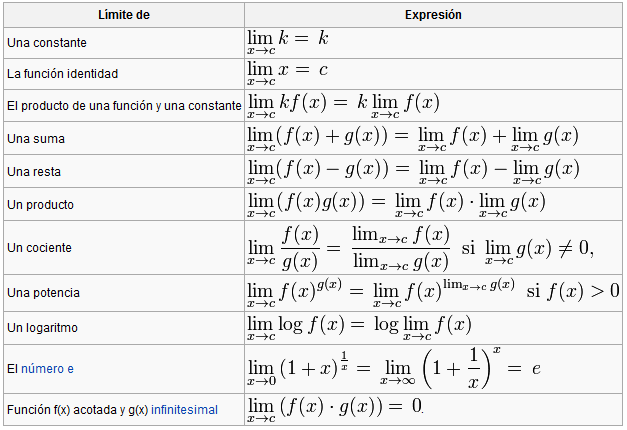 Límite de Expresión
Una constante $\lim_{x \to c} k = k$
La función identidad $\lim_{x \to c} x = c$
El producto de una función y una constante $\lim_{x \to c} kf(x) = k \lim_{x \to c} f(x)$
Una suma $\lim_{x \to c} (f(x) + g(x)) = \lim_{x \to c} f(x) + \lim_{x \to c} g(x)$
Una resta $\lim_{x \to c} (f(x) - g(x)) = \lim_{x \to c} f(x) - \lim_{x \to c} g(x)$
Un producto $\lim_{x \to c} (f(x)g(x)) = \lim_{x \to c} f(x) \cdot \lim_{x \to c} g(x)$
Un cociente $\lim_{x \to c} \frac{f(x)}{g(x)} = \frac{\lim_{x \to c} f(x)}{\lim_{x \to c} g(x)}$ si $\lim_{x \to c} g(x) \neq 0,$
Una potencia $\lim_{x \to c} f(x)^{g(x)} = \lim_{x \to c} f(x)^{\lim_{x \to c} g(x)}$ si $f(x) > 0$
Un logaritmo $\lim_{x \to c} \log f(x) = \log \lim_{x \to c} f(x)$
El número e $\lim_{x \to 0} (1 + x)^{\frac{1}{x}} = \lim_{x \to \infty} \left(1 + \frac{1}{x}\right)^x = e$
Función f(x) acotada y g(x) infinitesimal $\lim_{x \to c} (f(x) \cdot g(x)) = 0$.